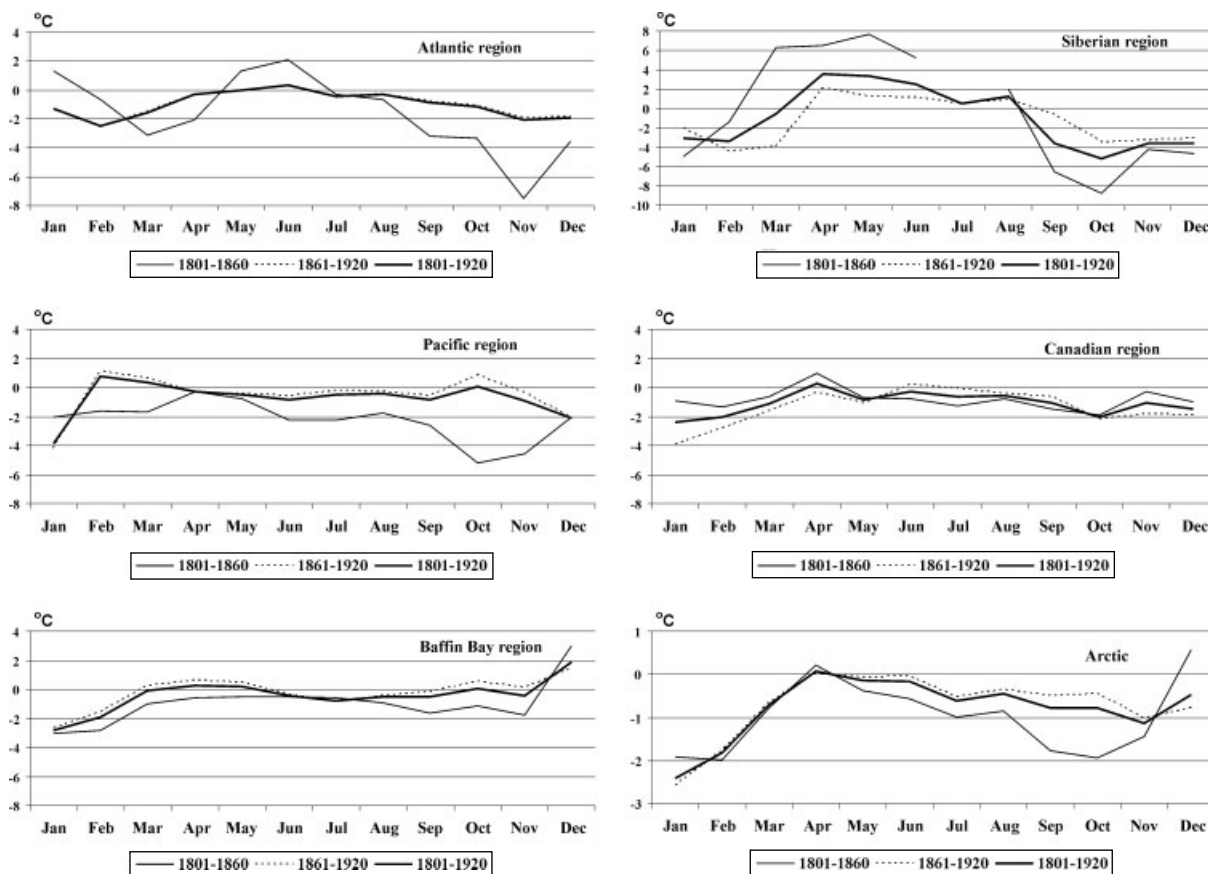 °C
Atlantic region
4
2
0
-2
-4
-6
-8
Jan Feb Mar Apr May Jun Jul Aug Sep Oct Nov Dec
1801-1860 1861-1920 1801-1920
°C
Siberian region
8
6
4
2
0
-2
-4
-6
-8
-10
Jan Feb Mar Apr May Jun Jul Aug Sep Oct Nov Dec
1801-1860 1861-1920 1801-1920
°C
Pacific region
4
2
0
-2
-4
-6
-8
Jan Feb Mar Apr May Jun Jul Aug Sep Oct Nov Dec
1801-1860 1861-1920 1801-1920
°C
Canadian region
4
2
0
-2
-4
-6
-8
Jan Feb Mar Apr May Jun Jul Aug Sep Oct Nov Dec
1801-1860 1861-1920 1801-1920
°C
Baffin Bay region
4
2
0
-2
-4
-6
-8
Jan Feb Mar Apr May Jun Jul Aug Sep Oct Nov Dec
1801-1860 1861-1920 1801-1920
°C
Arctic
1
0
-1
-2
-3
Jan Feb Mar Apr May Jun Jul Aug Sep Oct Nov Dec
1801-1860 1861-1920 1801-1920